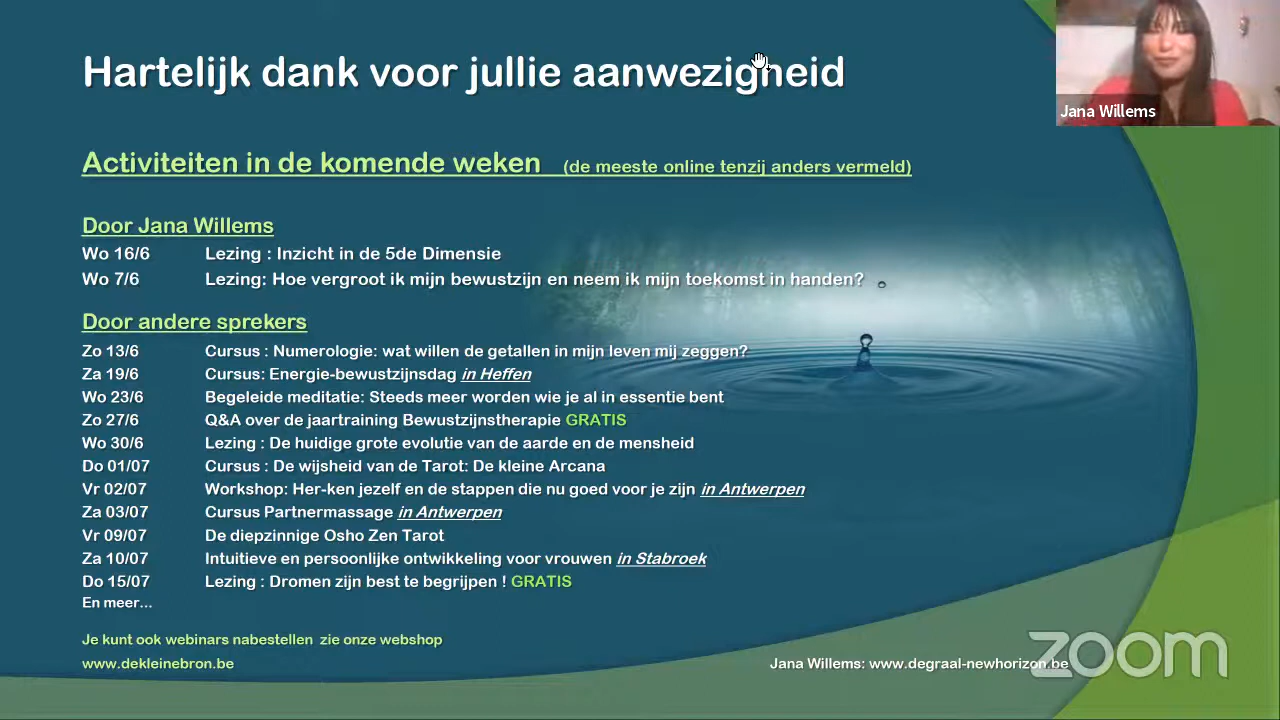 Hartelijk dank voor jullie aanwezigheid
Jana Willems
Activiteiten in de komende weken (de meeste online tenzij anders vermeld)
Door Jana Willems
Wo 16/6 Lezing : Inzicht in de 5de Dimensie
Wo 7/6 Lezing: Hoe vergroot ik mijn bewustzijn en neem ik mijn toekomst in handen?
Door andere sprekers
Zo 13/6 Cursus : Numerologie: wat willen de getallen in mijn leven mij zeggen?
Za 19/6 Cursus: Energie-bewustzijnsdag in Heffen
Wo 23/6 Begeleide meditatie: Steeds meer worden wie je al in essentie bent
Zo 27/6 Q&A over de jaartraining Bewustzijnstherapie GRATIS
Wo 30/6 Lezing : De huidige grote evolutie van de aarde en de mensheid
Do 01/07 Cursus : De wijsheid van de Tarot: De kleine Arcana
Vr 02/07 Workshop: Her-ken jezelf en de stappen die nu goed voor je zijn in Antwerpen
Za 03/07 Cursus Partnermassage in Antwerpen
Vr 09/07 De diepzinnige Osho Zen Tarot
Za 10/07 Intuitieve en persoonlijke ontwikkeling voor vrouwen in Stabroek
Do 15/07 Lezing : Dromen zijn best te begrijpen ! GRATIS
En meer...
Je kunt ook webinars nabestellen zie onze webshop
www.dekleinebron.be
Jana Willems: www.degraal-newhorizon.be
zoom